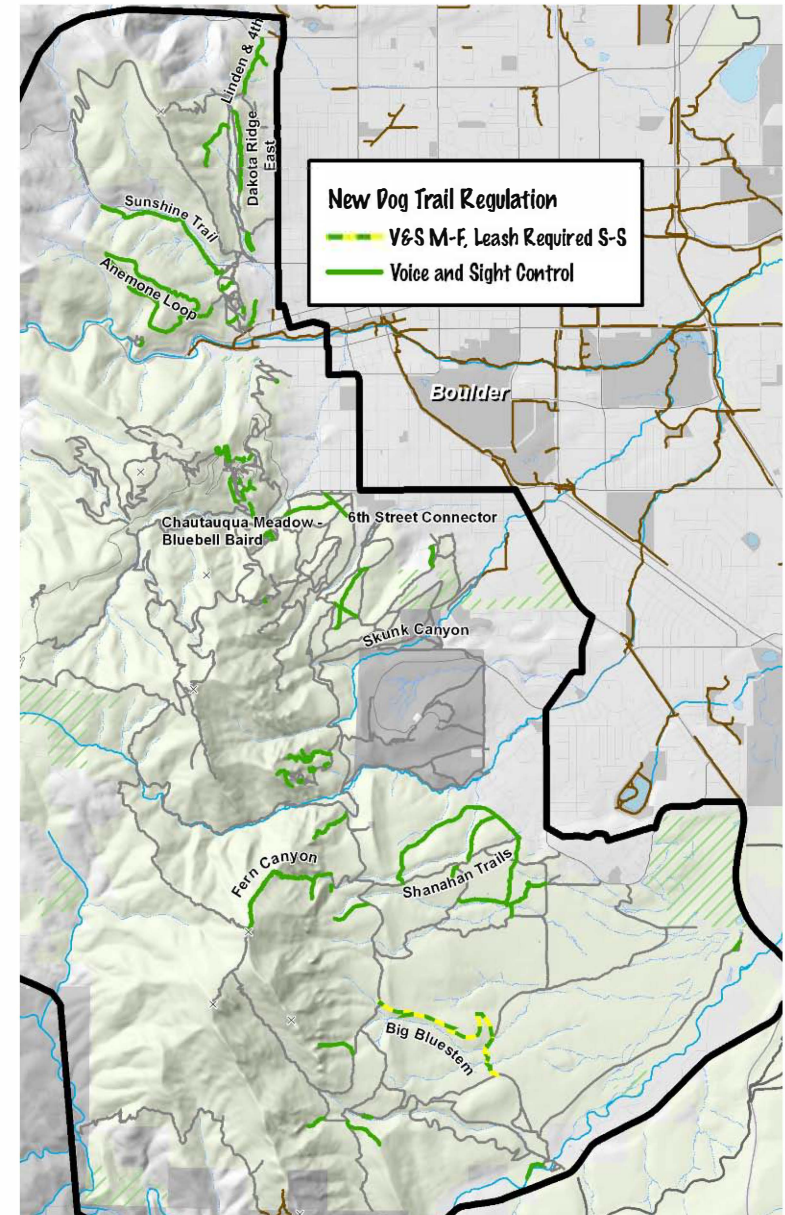 Linden & 4th
Dakota Ridge
East
New Dog Trail Regulation
V&S M-F, Leash Required S-S
Voice and Sight Control
Sunshine Trail
Anemone Loop
Boulder
Chautauqua Meadow -
Bluebell Baird
6th Street Connector
Skunk Canyon
Fern Canyon
Shanahan Trails
Big Bluestem